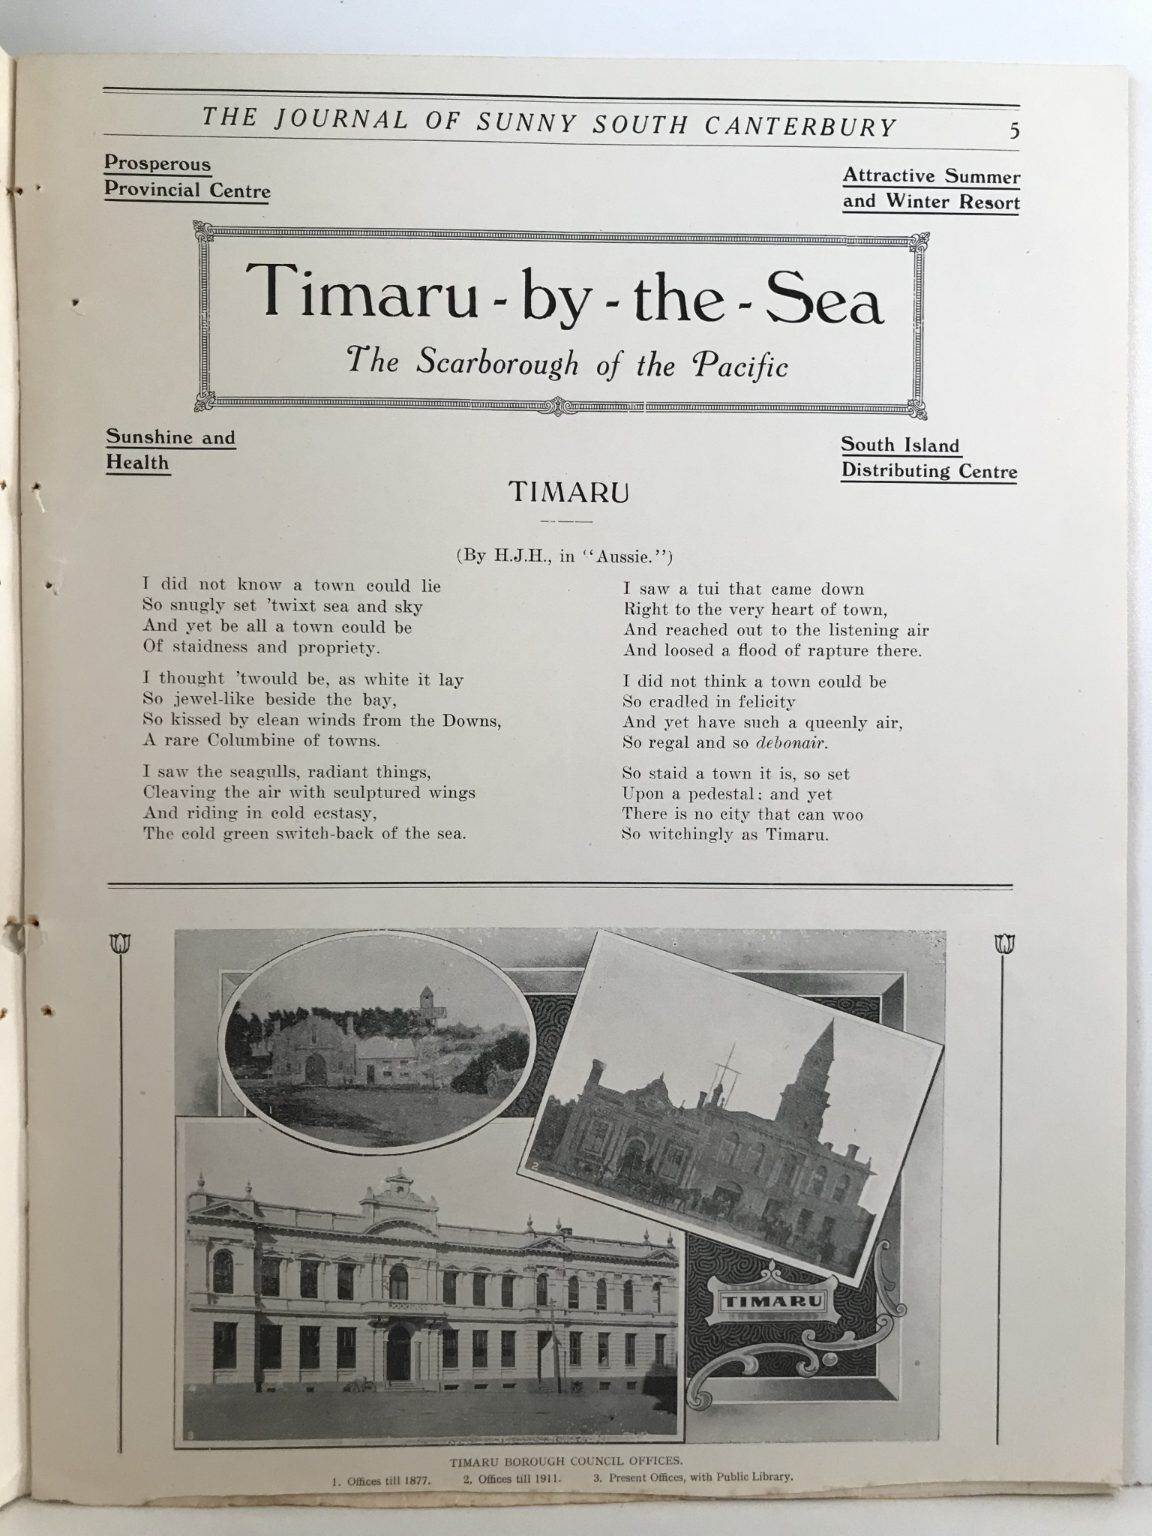 THE JOURNAL OF SUNNY SOUTH CANTERBURY 5
Prosperous
Provincial Centre
Attractive Summer
and Winter Resort
Timaru-by-the-Sea
The Scarborough of the Pacific
Sunshine and
Health
South Island
Distributing Centre
TIMARU
(By H.J.H., in "Aussie.")
I did not know a town could lie
So snugly set 'twixt sea and sky
And yet be all a town could be
Of staidness and propriety.
I thought 'twould be, as white it lay
So jewel-like beside the bay,
So kissed by clean winds from the Downs,
A rare Columbine of towns.
I saw the seagulls, radiant things,
Cleaving the air with sculptured wings
And riding in cold ecstasy,
The cold green switch-back of the sea.
I saw a tui that came down
Right to the very heart of town,
And reached out to the listening air
And loosed a flood of rapture there.
I did not think a town could be
So cradled in felicity
And yet have such a queenly air,
So regal and so debonair.
So staid a town it is, so set
Upon a pedestal; and yet
There is no city that can woo
So witchingly as Timaru.
2
TIMARU
3
TIMARU BOROUGH COUNCIL OFFICES.
1. Offices till 1877. 2. Offices till 1911. 3. Present Offices, with Public Library.